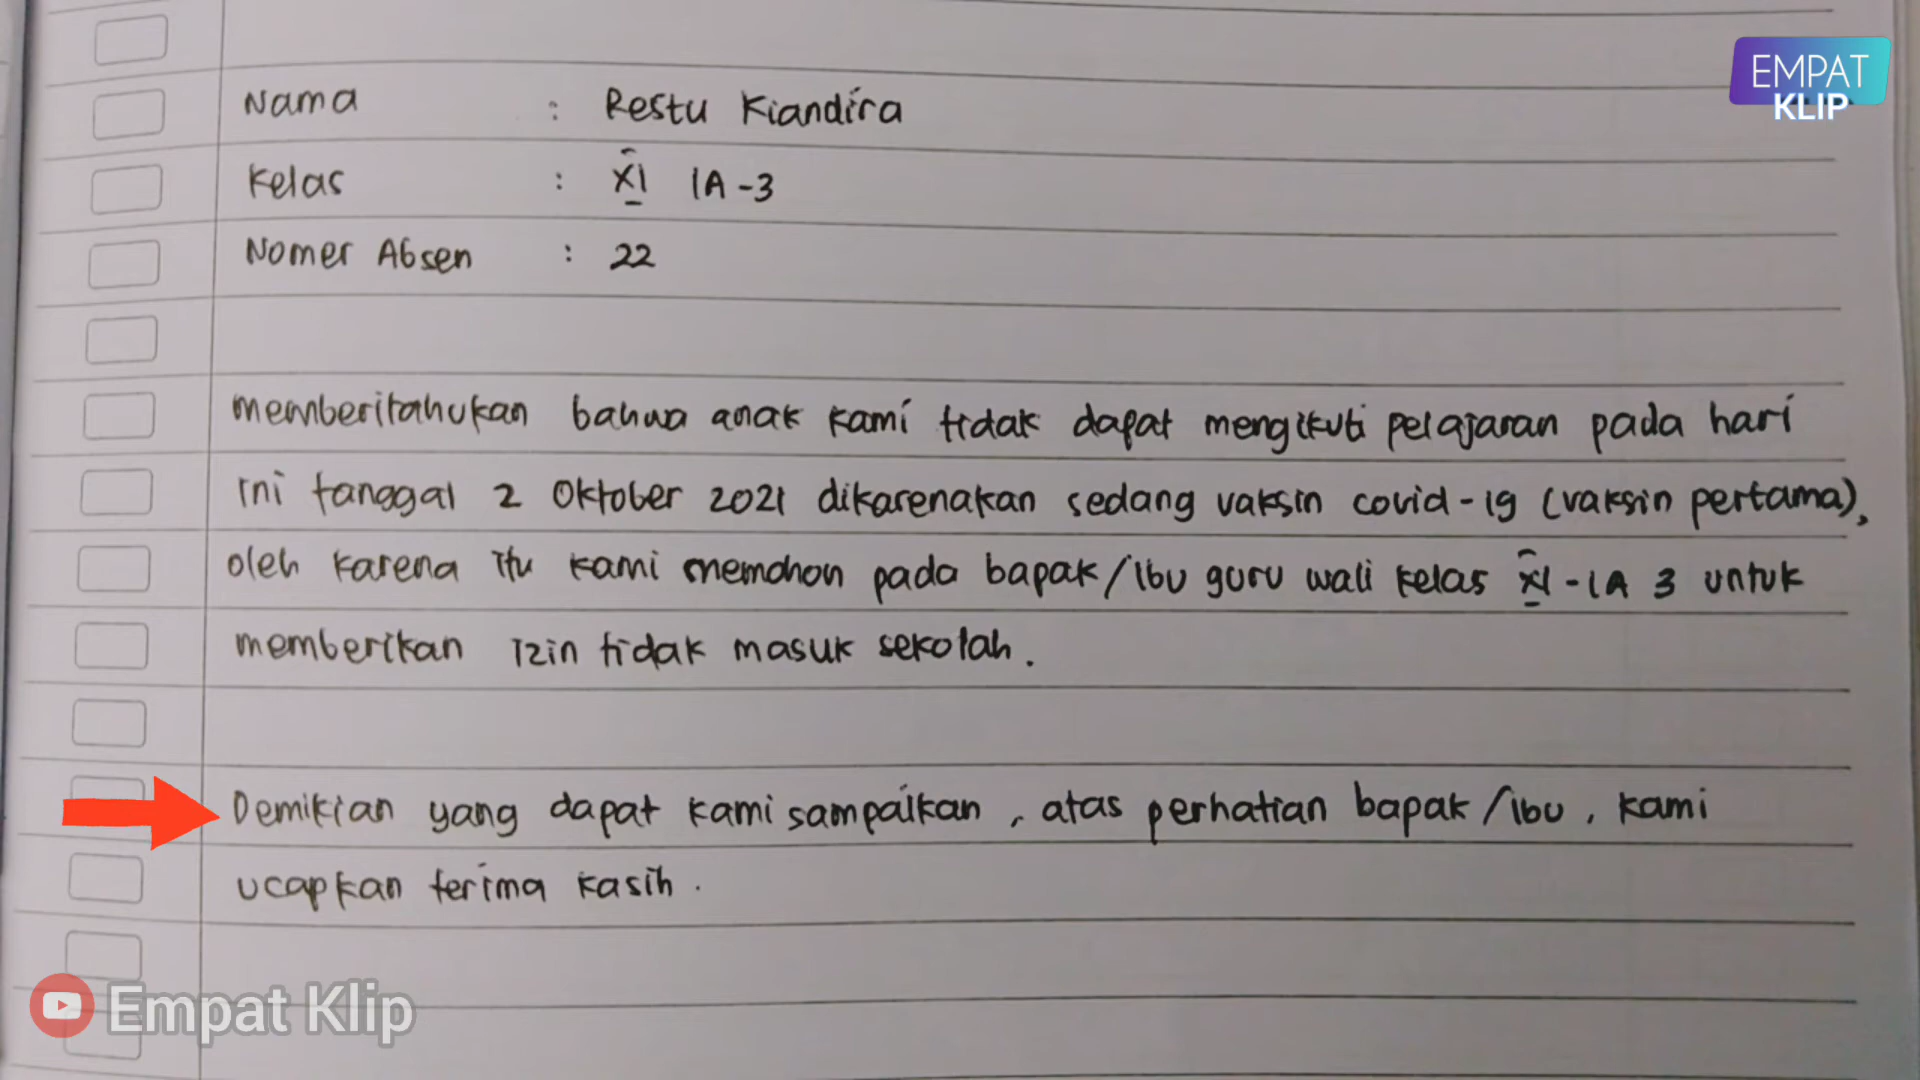 EMPAT
KLIP
Nama : Restu Kiandira
Kelas : XI IA-3
Nomer Absen : 22
memberitahukan bahwa anak kami tidak dapat mengikuti pelajaran pada hari
ini tanggal 2 Oktober 2021 dikarenakan sedang vaksin covid-19 (vaksin pertama),
oleh karena itu kami memohon pada bapak/ibu guru wali kelas XI-IA 3 untuk
memberikan izin tidak masuk sekolah.
Demikian yang dapat kami sampaikan, atas perhatian bapak/ibu, kami
ucapkan terima kasih.
Empat Klip